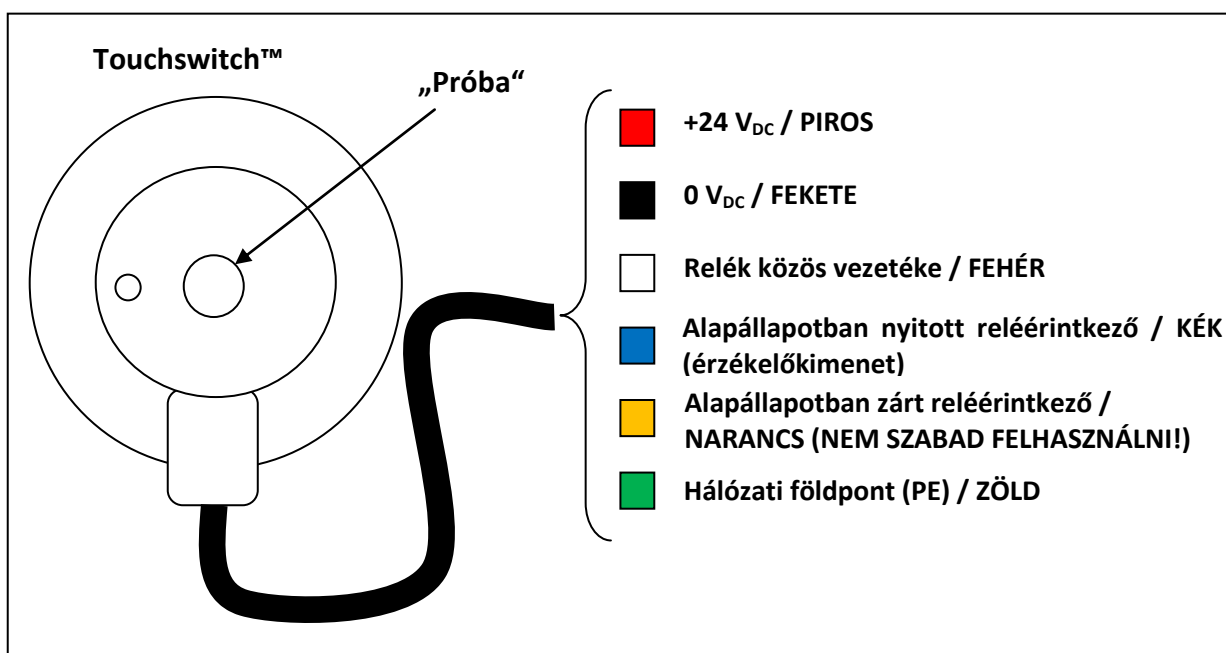 Touchswitch™
„Próba“
+24 VDC / PIROS
0 VDC / FEKETE
Relék közös vezetéke / FEHÉR
Alapállapotban nyitott reléérintkező / KÉK
(érzékelőkimenet)
Alapállapotban zárt reléérintkező /
NARANCS (NEM SZABAD FELHASZNÁLNI!)
Hálózati földpont (PE) / ZÖLD